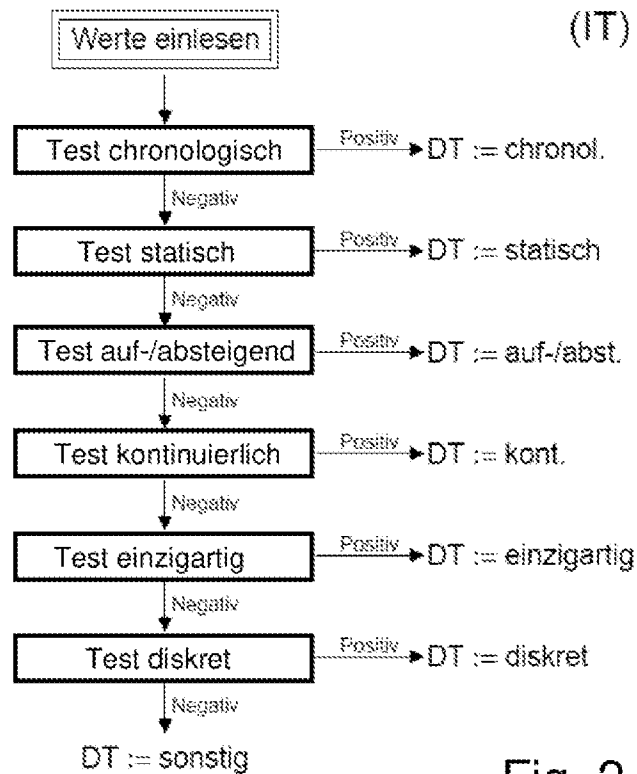 (IT)
Werte einlesen
Test chronologisch
Positiv
DT := chronol.
Negativ
Test statisch
Positiv
DT := statisch
Negativ
Test auf-/absteigend
Positiv
DT := auf-/abst.
Negativ
Test kontinuierlich
Positiv
DT := kont.
Negativ
Test einzigartig
Positiv
DT := einzigartig
Negativ
Test diskret
Positiv
DT := diskret
Negativ
DT := sonstig